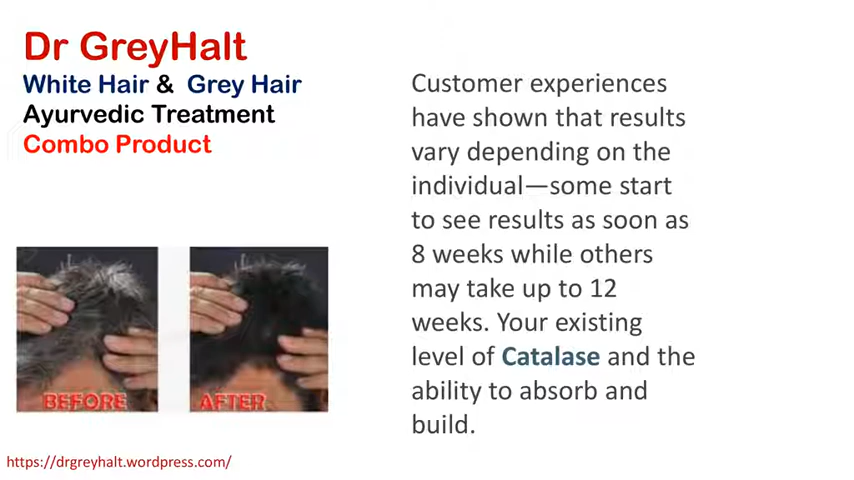 Dr GreyHalt
White Hair & Grey Hair
Ayurvedic Treatment
Combo Product
Customer experiences
have shown that results
vary depending on the
individual—some start
to see results as soon as
8 weeks while others
may take up to 12
weeks. Your existing
level of Catalase and the
ability to absorb and
build.
BEFORE
AFTER
https://drgreyhalt.wordpress.com/